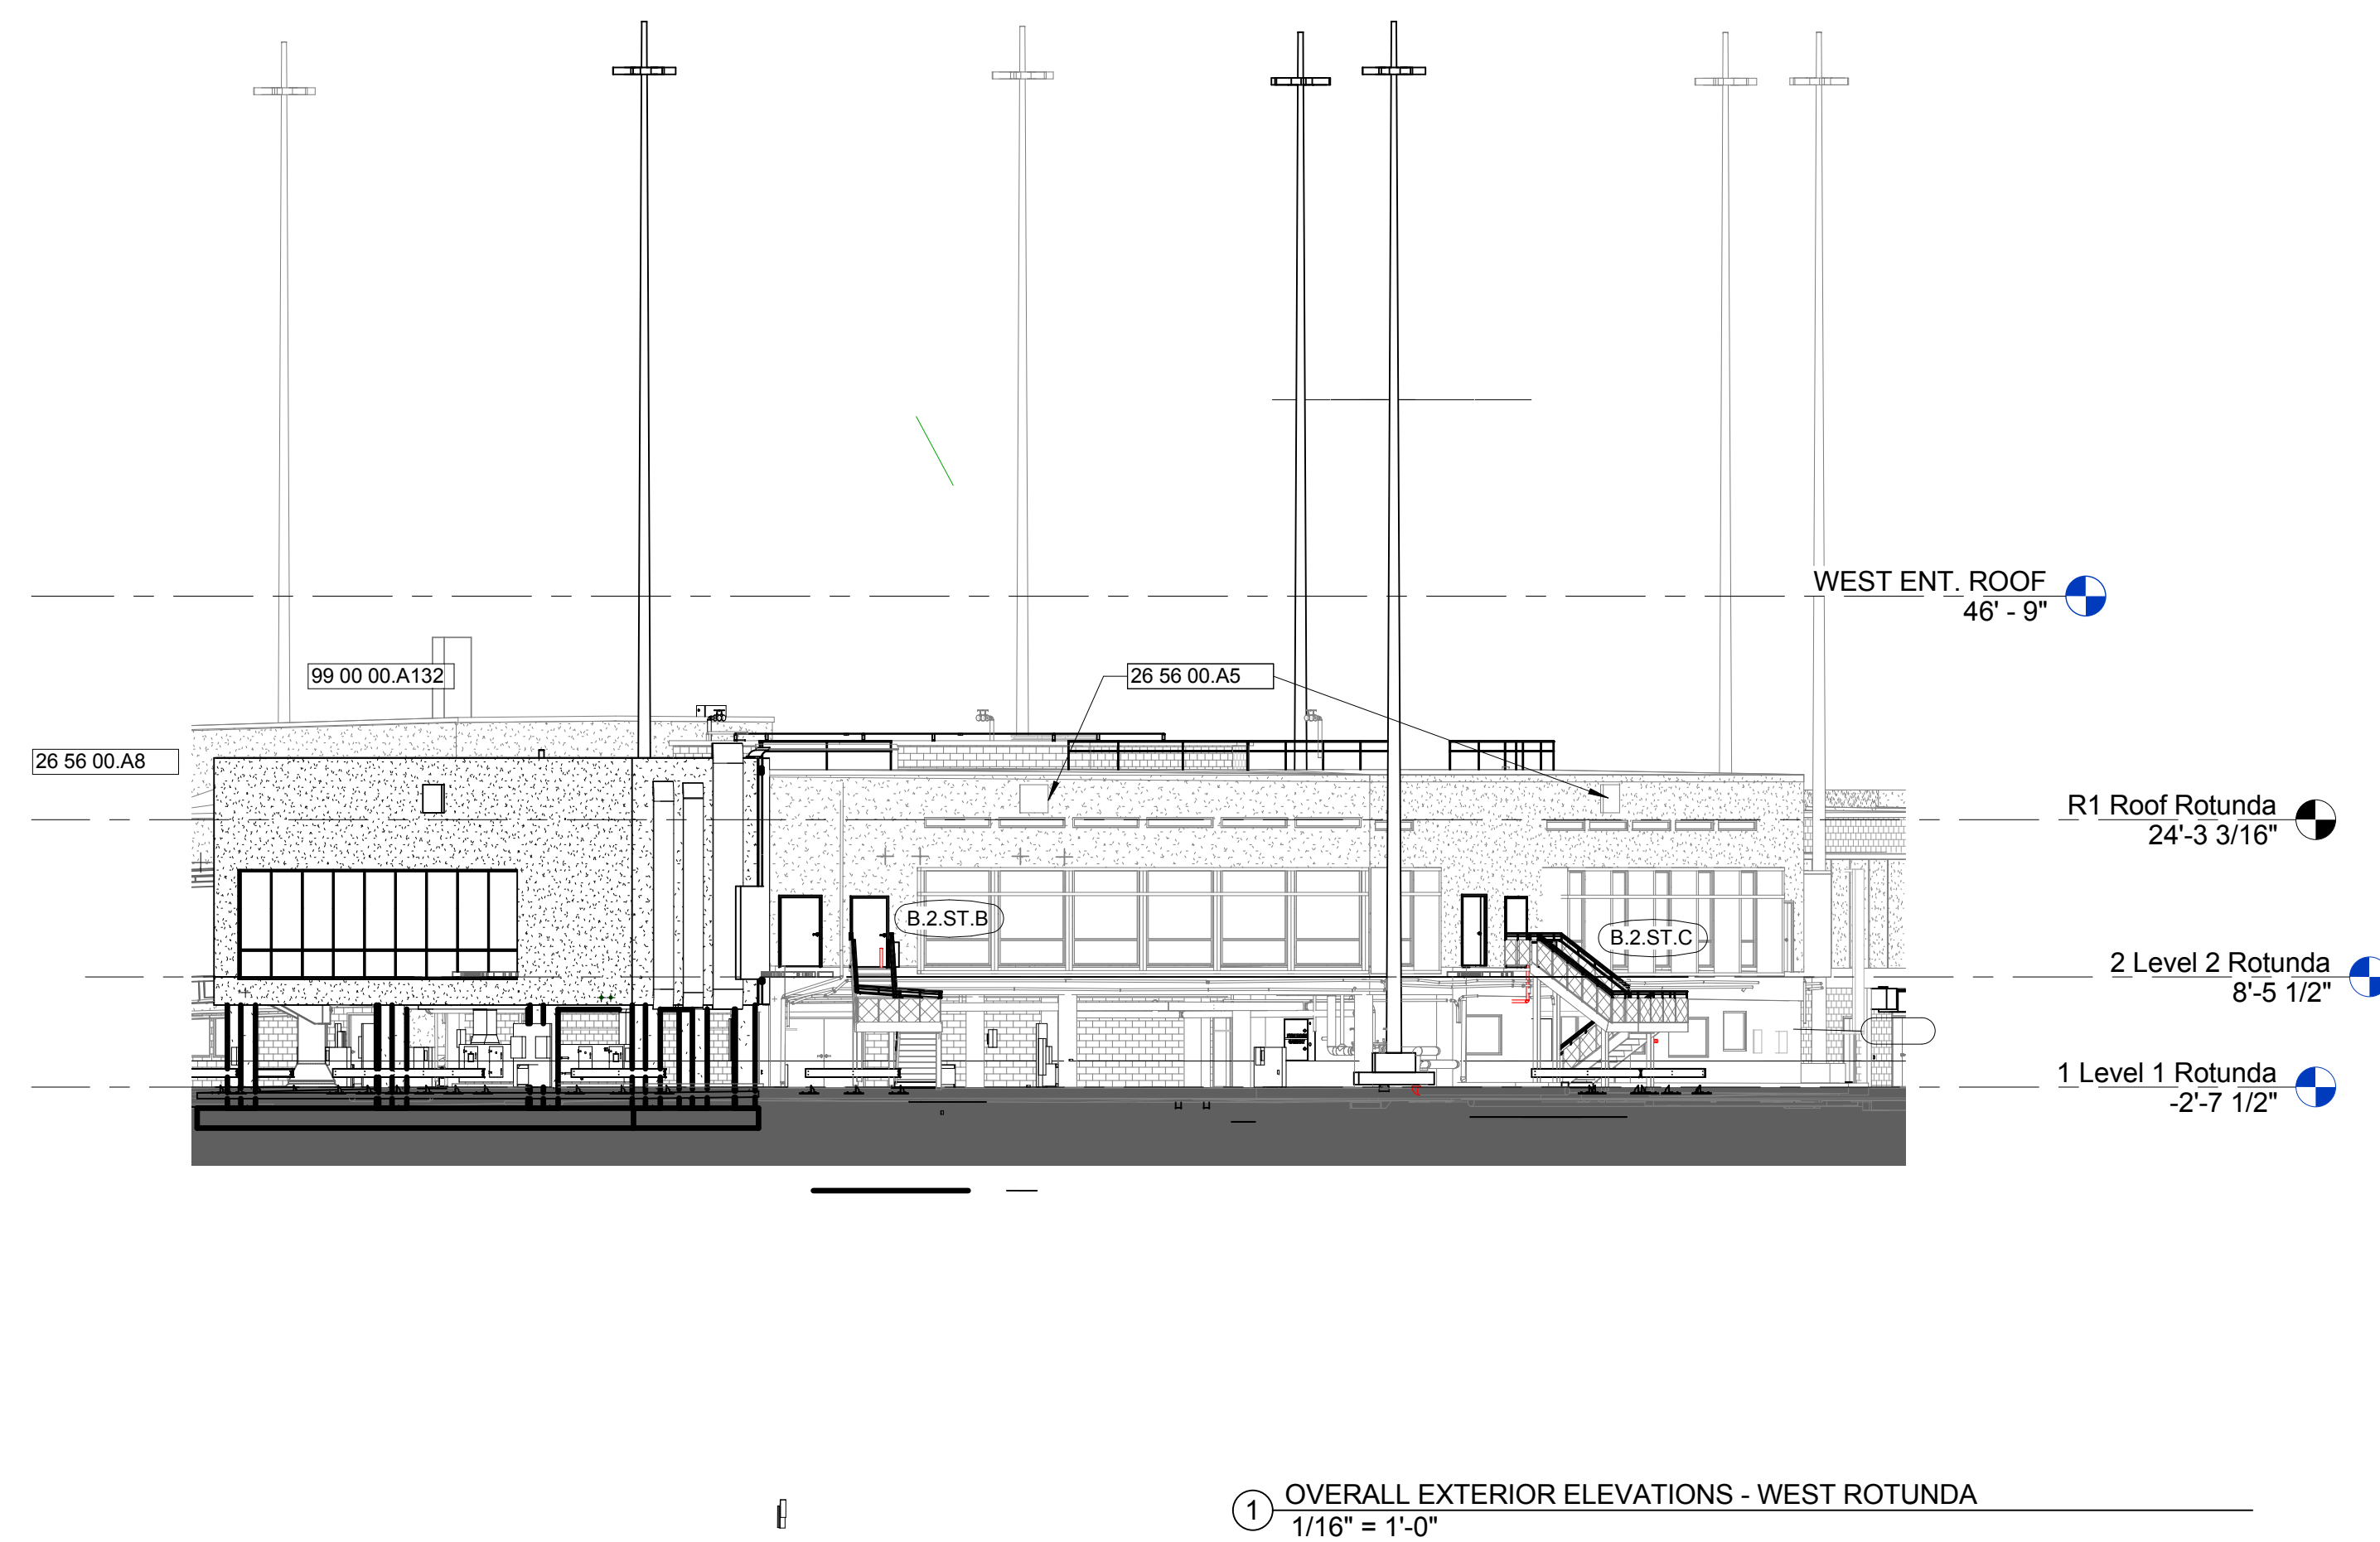 WEST ENT. ROOF
46' - 9"
99 00 00.A132
26 56 00.A5
26 56 00.A8
R1 Roof Rotunda
24'-3 3/16"
B.2.ST.B
B.2.ST.C
2 Level 2 Rotunda
8'-5 1/2"
1 Level 1 Rotunda
-2'-7 1/2"
1
OVERALL EXTERIOR ELEVATIONS - WEST ROTUNDA
1/16" = 1'-0"